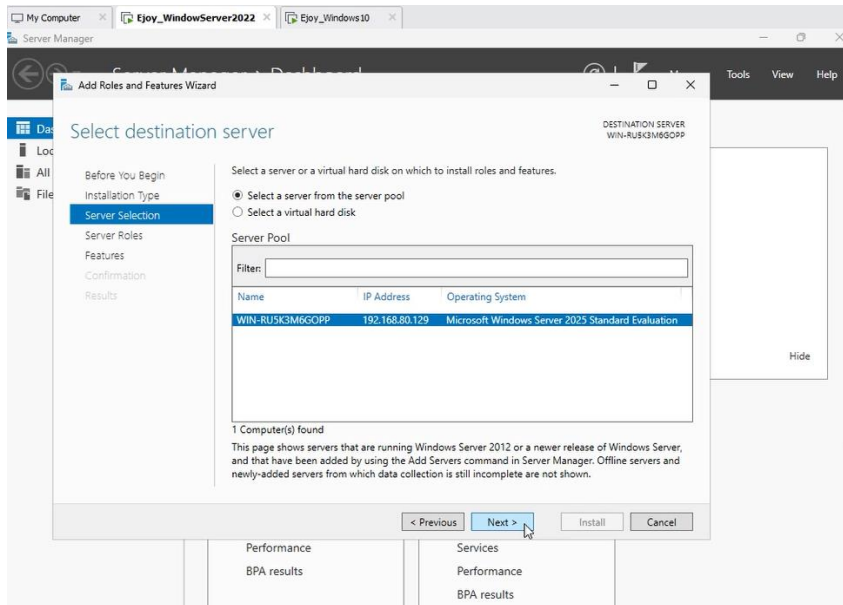 My Computer
Ejoy_WindowServer2022
Ejoy_Windows10
Server Manager
Tools View Help
Add Roles and Features Wizard
Select destination server
DESTINATION SERVER
WIN-RU5K3M6GOPP
Before You Begin
Installation Type
Server Selection
Server Roles
Features
Confirmation
Results
Select a server or a virtual hard disk on which to install roles and features.
Select a server from the server pool
Select a virtual hard disk
Server Pool
Filter:
Name IP Address Operating System
WIN-RU5K3M6GOPP 192.168.80.129 Microsoft Windows Server 2025 Standard Evaluation
1 Computer(s) found
This page shows servers that are running Windows Server 2012 or a newer release of Windows Server,
and that have been added by using the Add Servers command in Server Manager. Offline servers and
newly-added servers from which data collection is still incomplete are not shown.
< Previous
Next >
Install
Cancel
Das
Loc
All
File
Hide
Performance
BPA results
Services
Performance
BPA results